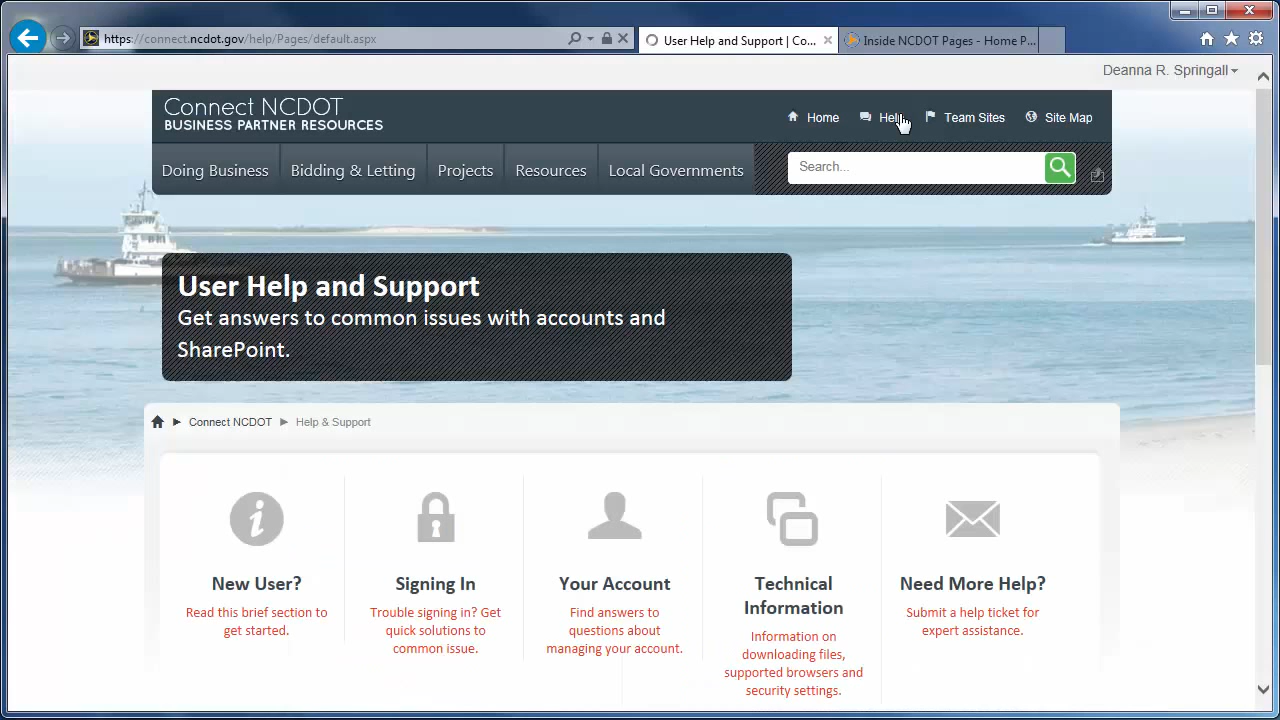 https://connect.ncdot.gov/help/Pages/default.aspx
User Help and Support | Co...
Inside NCDOT Pages - Home P...
Deanna R. Springall
Connect NCDOT
BUSINESS PARTNER RESOURCES
Home
Help
Team Sites
Site Map
Doing Business
Bidding & Letting
Projects
Resources
Local Governments
Search...
User Help and Support
Get answers to common issues with accounts and
SharePoint.
Connect NCDOT
Help & Support
New User?
Read this brief section to
get started.
Signing In
Trouble signing in? Get
quick solutions to
common issue.
Your Account
Find answers to
questions about
managing your account.
Technical
Information
Information on
downloading files,
supported browsers and
security settings.
Need More Help?
Submit a help ticket for
expert assistance.